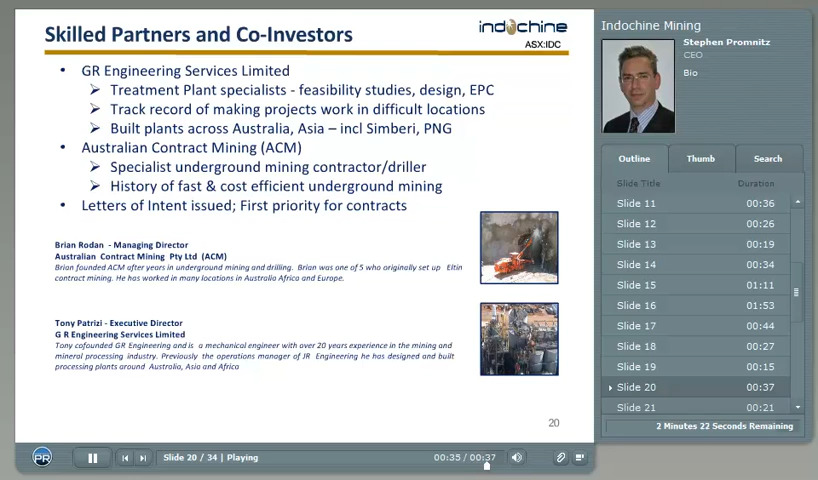 Skilled Partners and Co-Investors
indochine
ASX:IDC
• GR Engineering Services Limited
➢ Treatment Plant specialists - feasibility studies, design, EPC
➢ Track record of making projects work in difficult locations
➢ Built plants across Australia, Asia – incl Simberi, PNG
• Australian Contract Mining (ACM)
➢ Specialist underground mining contractor/driller
➢ History of fast & cost efficient underground mining
• Letters of Intent issued; First priority for contracts
Brian Rodan - Managing Director
Australian Contract Mining Pty Ltd (ACM)
Brian founded ACM after years in underground mining and drilling. Brian was one of 5 who originally set up Eltin
contract mining. He has worked in many locations in Australia Africa and Europe.
Tony Patrizi - Executive Director
G R Engineering Services Limited
Tony cofounded GR Engineering and is a mechanical engineer with over 20 years experience in the mining and
mineral processing industry. Previously the operations manager of JR Engineering he has designed and built
processing plants around Australia, Asia and Africa
20
Indochine Mining
Stephen Promnitz
CEO
Bio
Outline Thumb Search
Slide Title Duration
Slide 11 00:36
Slide 12 00:26
Slide 13 00:19
Slide 14 00:34
Slide 15 01:11
Slide 16 01:53
Slide 17 00:44
Slide 18 00:27
Slide 19 00:15
Slide 20 00:37
Slide 21 00:21
2 Minutes 22 Seconds Remaining
PR
Slide 20 / 34 | Playing
00:35 / 00:37